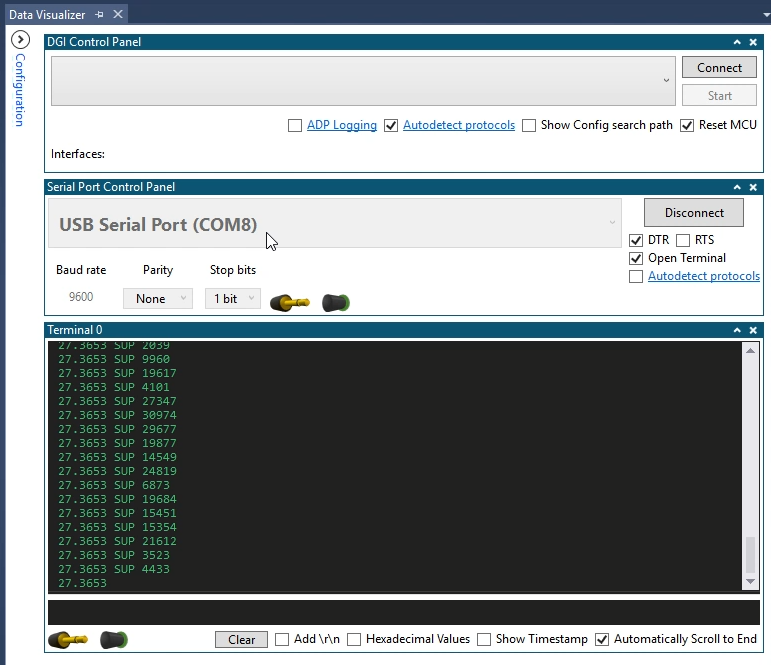 Data Visualizer
Configuration
DGI Control Panel
Connect
Start
ADP Logging Autodetect protocols Show Config search path Reset MCU
Interfaces:
Serial Port Control Panel
USB Serial Port (COM8)
Disconnect
DTR RTS
Open Terminal
Autodetect protocols
Baud rate Parity Stop bits
9600 None 1 bit
Terminal 0
27.3653 SUP 2039
27.3653 SUP 9960
27.3653 SUP 19617
27.3653 SUP 4101
27.3653 SUP 27347
27.3653 SUP 30974
27.3653 SUP 29677
27.3653 SUP 19877
27.3653 SUP 14549
27.3653 SUP 24819
27.3653 SUP 6873
27.3653 SUP 19684
27.3653 SUP 15451
27.3653 SUP 15354
27.3653 SUP 21612
27.3653 SUP 3523
27.3653 SUP 4433
27.3653
Clear Add \r\n Hexadecimal Values Show Timestamp Automatically Scroll to End